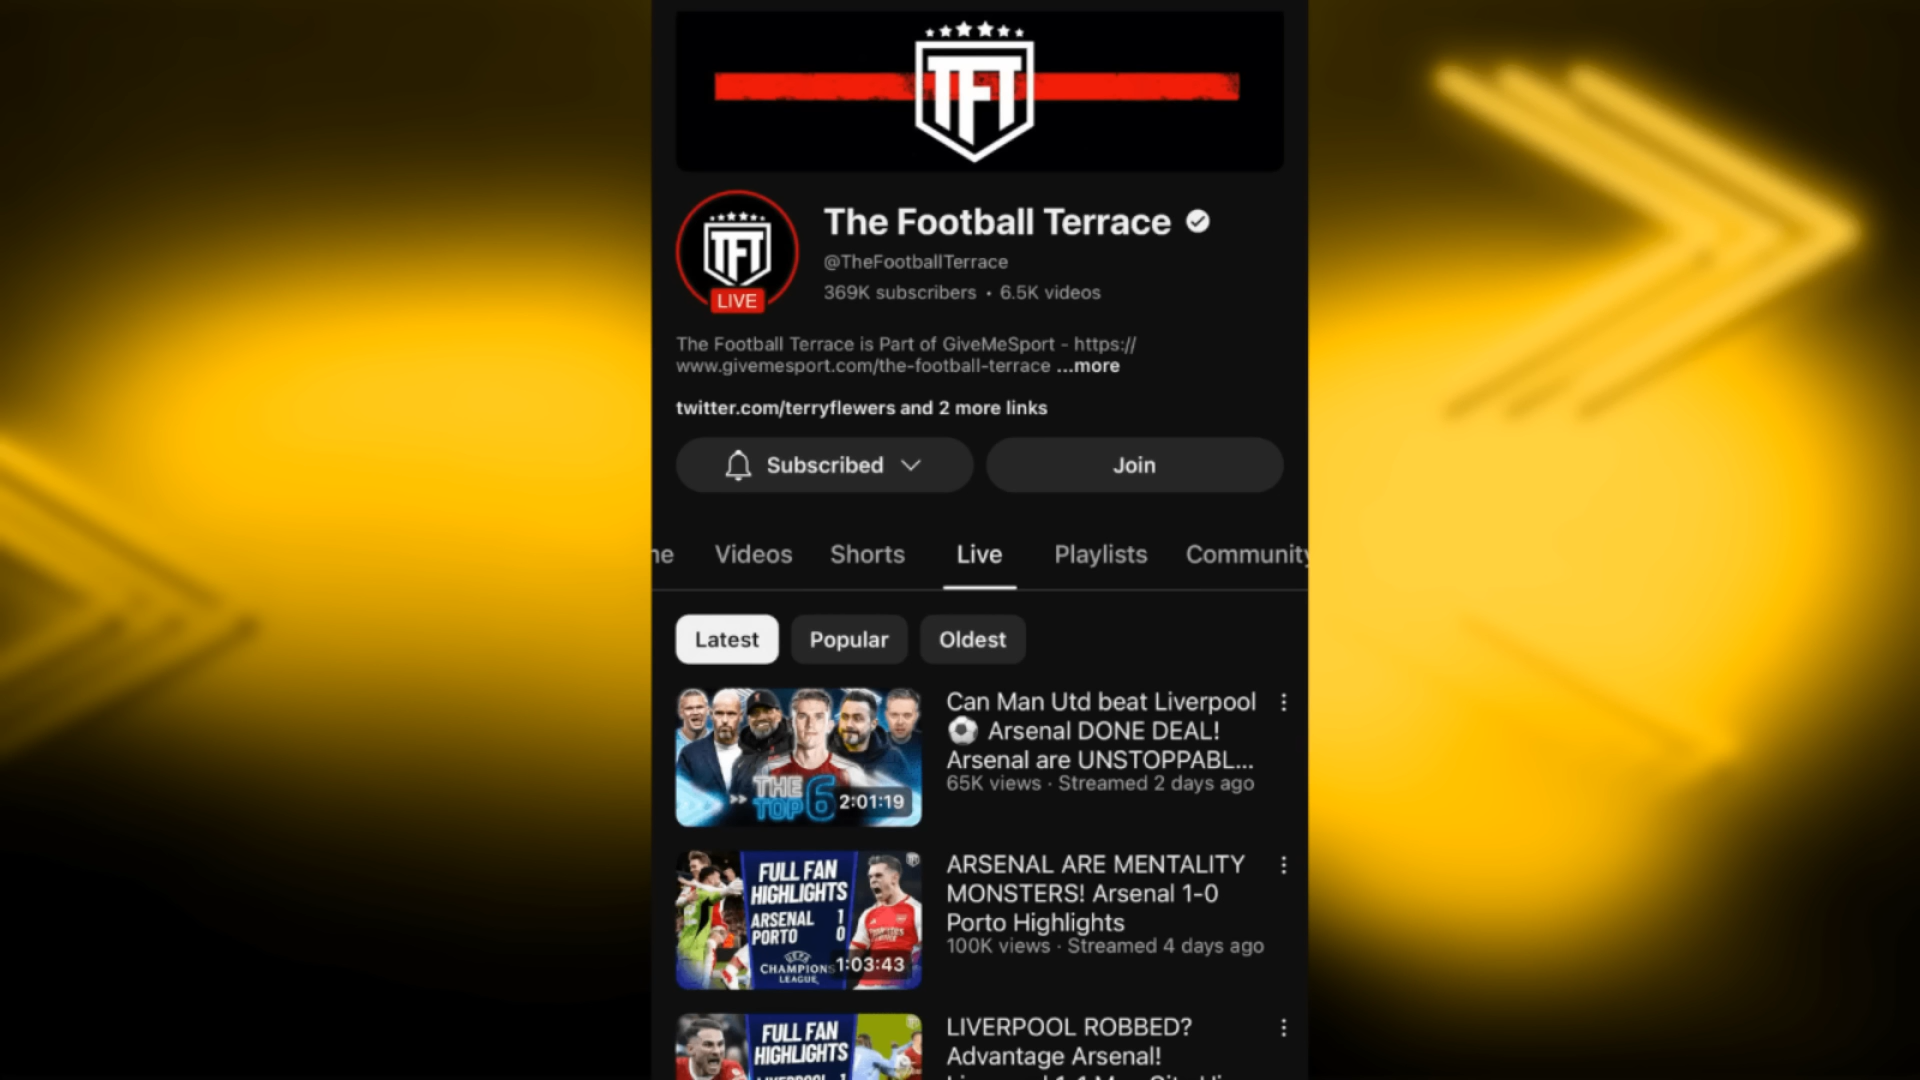 TFT
The Football Terrace
TFT
LIVE
@TheFootballTerrace
369K subscribers • 6.5K videos
The Football Terrace is Part of GiveMeSport - https://
www.givemesport.com/the-football-terrace ...more
twitter.com/terryflewers and 2 more links
Subscribed
Join
Videos Shorts Live Playlists Community
Latest Popular Oldest
THE
TOP 6
2:01:19
Can Man Utd beat Liverpool
⚽ Arsenal DONE DEAL!
Arsenal are UNSTOPPABL...
65K views · Streamed 2 days ago
FULL FAN
HIGHLIGHTS
ARSENAL 1
PORTO 0
CHAMPIONS
LEAGUE
1:03:43
ARSENAL ARE MENTALITY
MONSTERS! Arsenal 1-0
Porto Highlights
100K views · Streamed 4 days ago
FULL FAN
HIGHLIGHTS
LIVERPOOL ROBBED?
Advantage Arsenal!